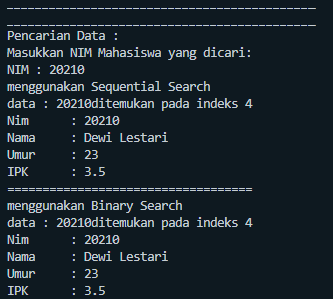 ____________________________________________
____________________________________________
Pencarian Data :
Masukkan NIM Mahasiswa yang dicari:
NIM : 20210
menggunakan Sequential Search
data : 20210ditemukan pada indeks 4
Nim      : 20210
Nama     : Dewi Lestari
Umur     : 23
IPK      : 3.5
===================================
menggunakan Binary Search
data : 20210ditemukan pada indeks 4
Nim      : 20210
Nama     : Dewi Lestari
Umur     : 23
IPK      : 3.5